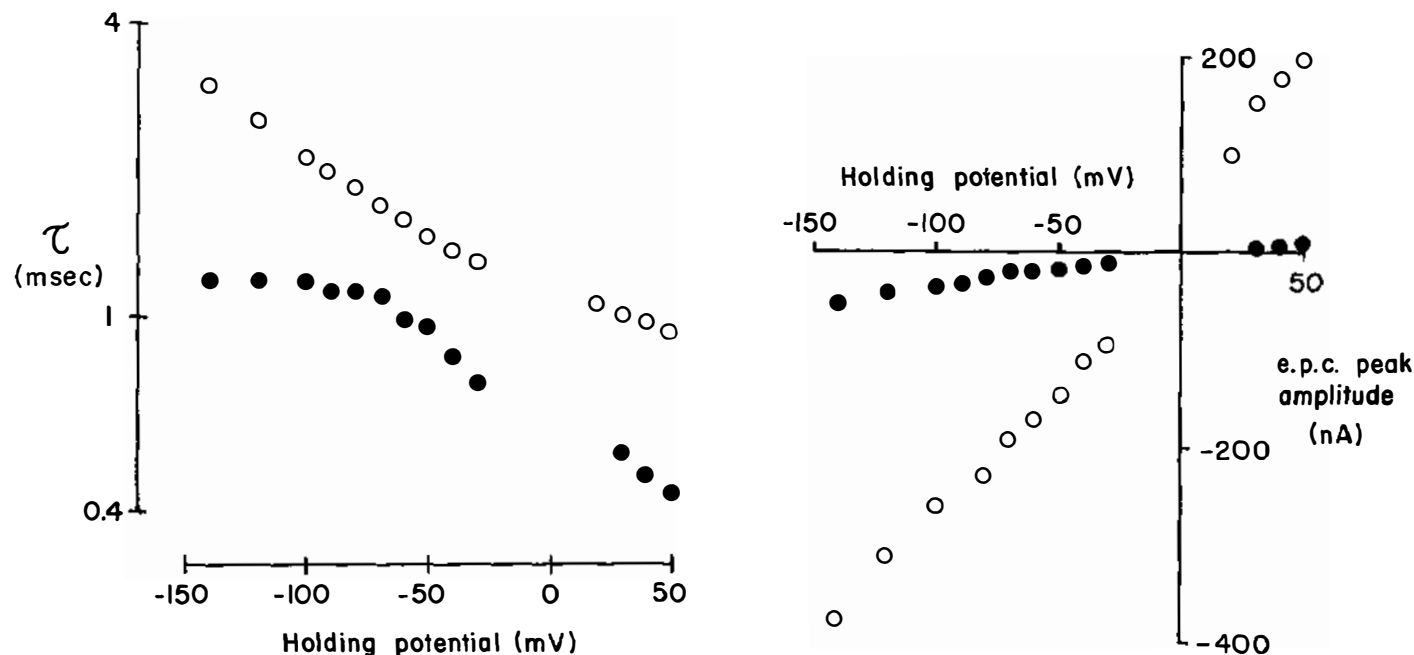 4
τ
(msec)
1
0.4
-150 -100 -50 0 50
Holding potential (mV)
200
Holding potential (mV)
-150 -100 -50
50
e.p.c. peak
amplitude
(nA)
-200
-400